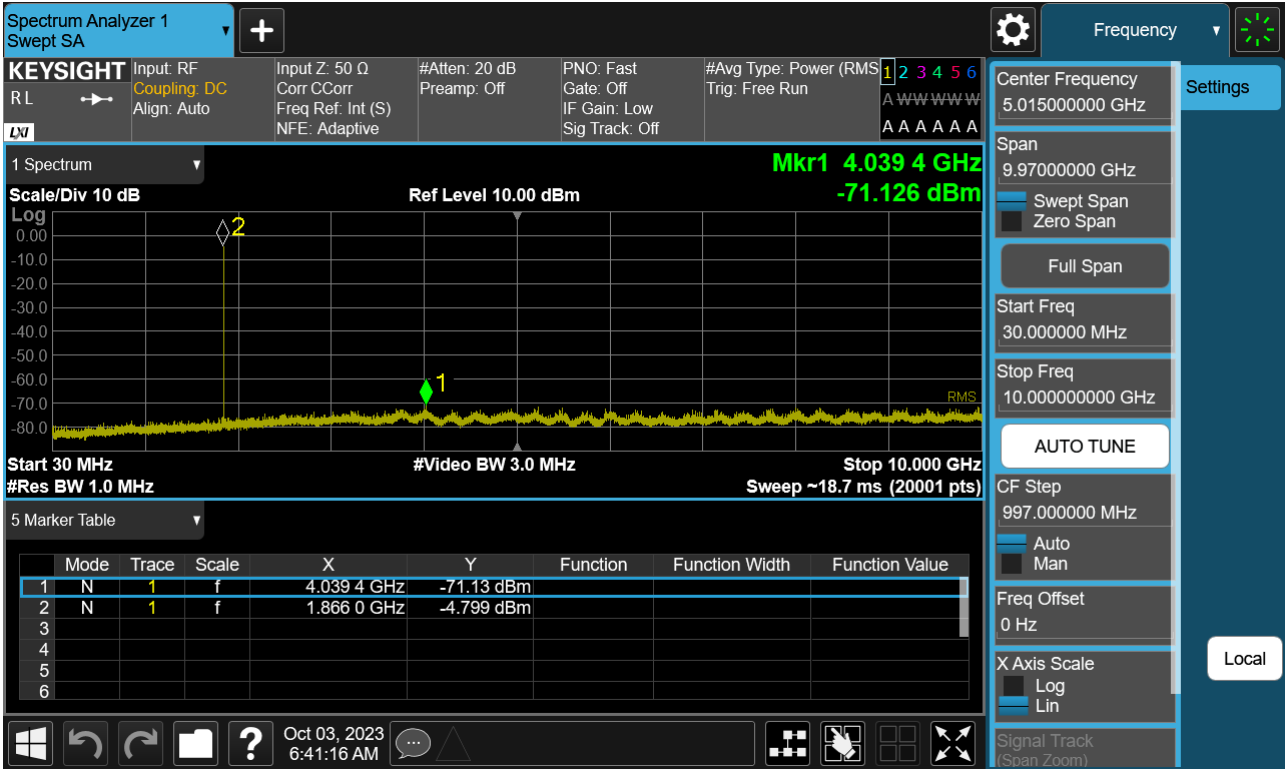 Spectrum Analyzer 1
Swept SA
+
Frequency
KEYSIGHT
R L
LXI
Input: RF
Coupling: DC
Align: Auto
Input Z: 50 Ω
Corr CCorr
Freq Ref: Int (S)
NFE: Adaptive
#Atten: 20 dB
Preamp: Off
PNO: Fast
Gate: Off
IF Gain: Low
Sig Track: Off
#Avg Type: Power (RMS
Trig: Free Run
1 2 3 4 5 6
A W W W W W
A A A A A A
1 Spectrum
Mkr1 4.039 4 GHz
-71.126 dBm
Scale/Div 10 dB
Ref Level 10.00 dBm
Log
0.00
-10.0
-20.0
-30.0
-40.0
-50.0
-60.0
-70.0
-80.0
2
1
RMS
Start 30 MHz
#Video BW 3.0 MHz
Stop 10.000 GHz
#Res BW 1.0 MHz
Sweep ~18.7 ms (20001 pts)
5 Marker Table
Mode Trace Scale X Y Function Function Width Function Value
1 N 1 f 4.039 4 GHz -71.13 dBm
2 N 1 f 1.866 0 GHz -4.799 dBm
3
4
5
6
?
Oct 03, 2023
6:41:16 AM
Center Frequency
5.015000000 GHz
Span
9.97000000 GHz
Swept Span
Zero Span
Full Span
Start Freq
30.000000 MHz
Stop Freq
10.000000000 GHz
AUTO TUNE
CF Step
997.000000 MHz
Auto
Man
Freq Offset
0 Hz
X Axis Scale
Log
Lin
Signal Track
(Span Zoom)
Settings
Local